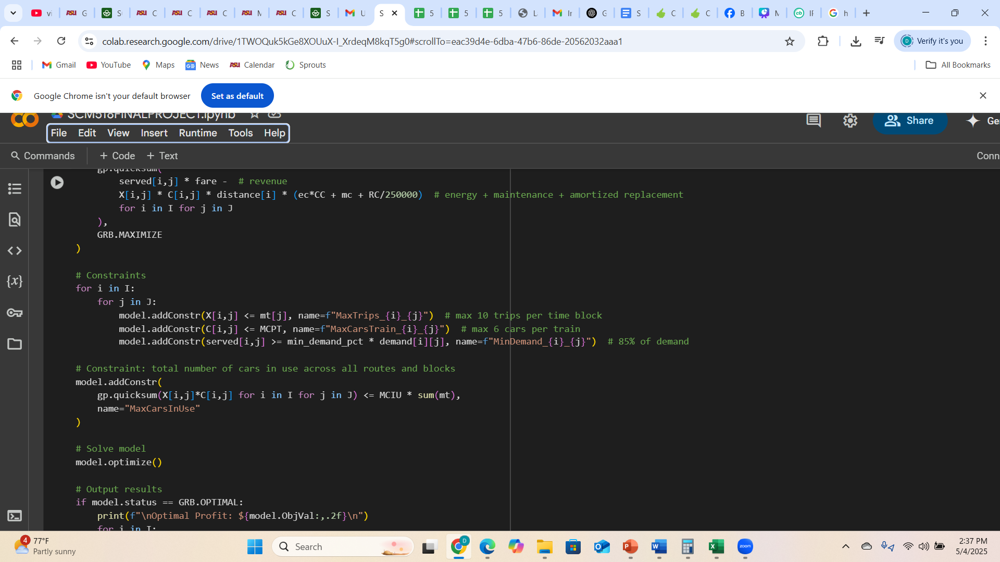 vi
G
S
C
C
C
M
C
S
U
S
5
5
5
L
In
G
S
C
C
B
M
IF
h
colab.research.google.com/drive/1TWOQuk5kGe8XOUuX-I_XrdeqM8kqT5g0#scrollTo=eac39d4e-6dba-47b6-86de-20562032aaa1
Verify it's you
Gmail
YouTube
Maps
News
Calendar
Sprouts
All Bookmarks
Google Chrome isn't your default browser
Set as default
SCM518FINALPROJECT.ipynb
File Edit View Insert Runtime Tools Help
Share
Ge
Commands
+ Code + Text
Conn
gp.quicksum(
served[i,j] * fare - # revenue
X[i,j] * C[i,j] * distance[i] * (ec*CC + mc + RC/250000) # energy + maintenance + amortized replacement
for i in I for j in J
),
GRB.MAXIMIZE
)
# Constraints
for i in I:
for j in J:
model.addConstr(X[i,j] <= mt[j], name=f"MaxTrips_{i}_{j}") # max 10 trips per time block
model.addConstr(C[i,j] <= MCPT, name=f"MaxCarsTrain_{i}_{j}") # max 6 cars per train
model.addConstr(served[i,j] >= min_demand_pct * demand[i][j], name=f"MinDemand_{i}_{j}") # 85% of demand
# Constraint: total number of cars in use across all routes and blocks
model.addConstr(
gp.quicksum(X[i,j]*C[i,j] for i in I for j in J) <= MCIU * sum(mt),
name="MaxCarsInUse"
)
# Solve model
model.optimize()
# Output results
if model.status == GRB.OPTIMAL:
print(f"\nOptimal Profit: ${model.ObjVal:,.2f}\n")
for i in I:
4
77°F
Partly sunny
Search
2:37 PM
5/4/2025